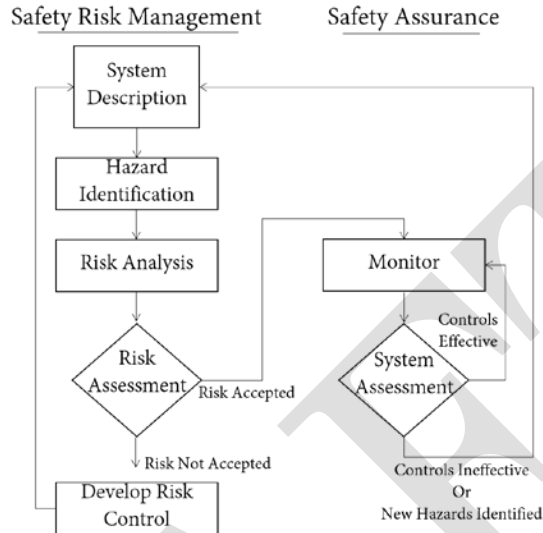 Safety Risk Management
Safety Assurance
System
Description
Hazard
Identification
Risk Analysis
Risk
Assessment
Risk Accepted
Risk Not Accepted
Develop Risk
Control
Monitor
Controls
Effective
System
Assessment
Controls Ineffective
Or
New Hazards Identified